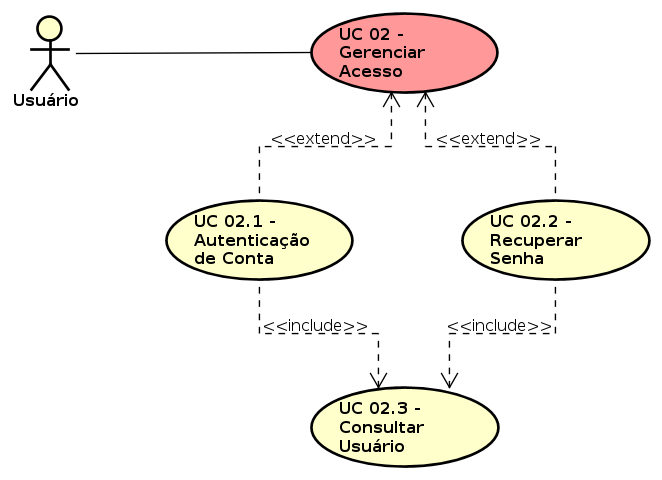 UC 02 -
Gerenciar
Acesso
Usuário
<<extend>>
<<extend>>
UC 02.1 -
Autenticação
de Conta
UC 02.2 -
Recuperar
Senha
<<include>>
<<include>>
UC 02.3 -
Consultar
Usuário